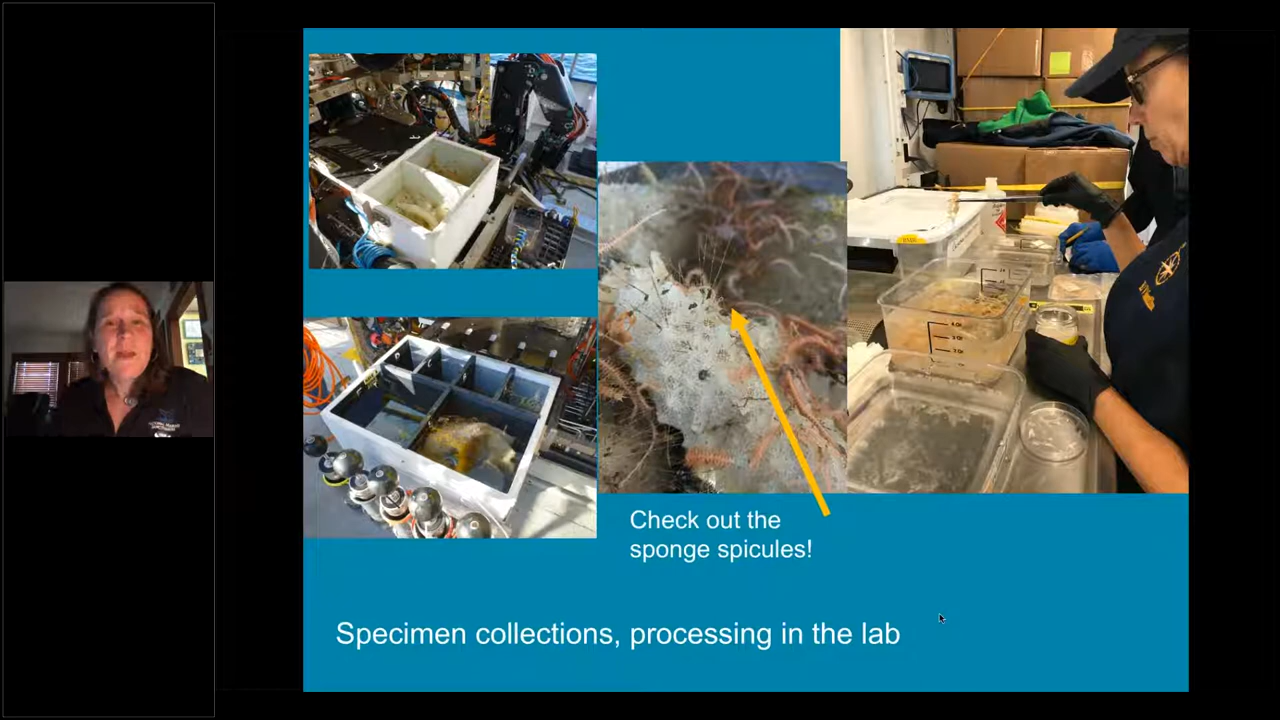 Check out the
sponge spicules!
Specimen collections, processing in the lab